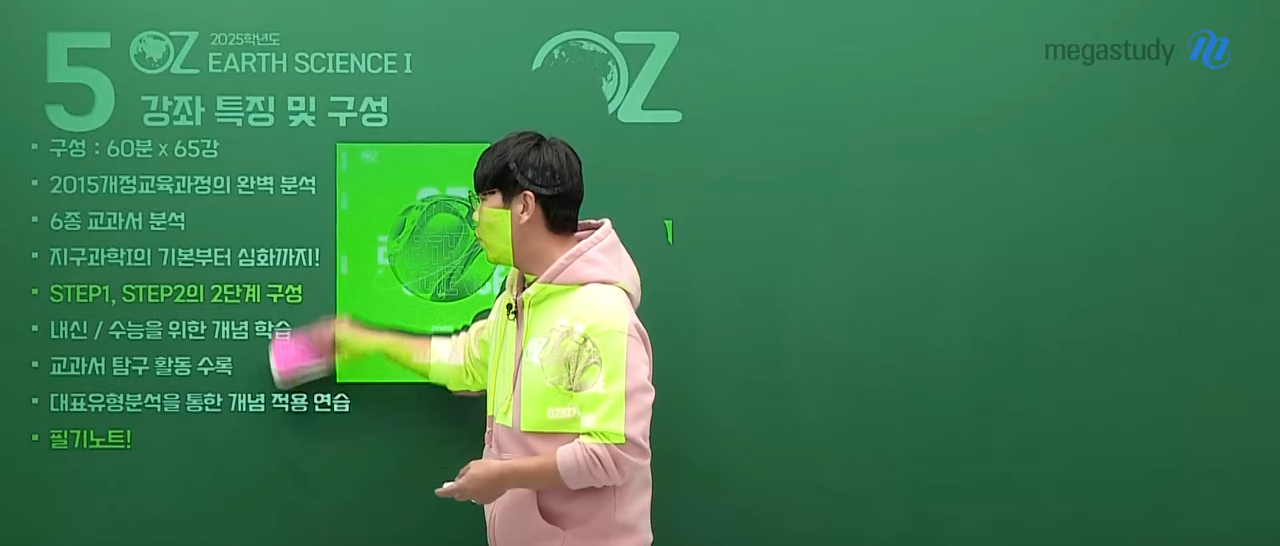 5
OZ 2025학년도
EARTH SCIENCE I
강좌 특징 및 구성
구성 : 60분 x 65강
2015개정교육과정의 완벽 분석
6종 교과서 분석
지구과학I의 기본부터 심화까지!
STEP1, STEP2의 2단계 구성
내신 / 수능을 위한 개념 학습
교과서 탐구 활동 수록
대표유형분석을 통한 개념 적용 연습
필기노트!
OZ
megastudy